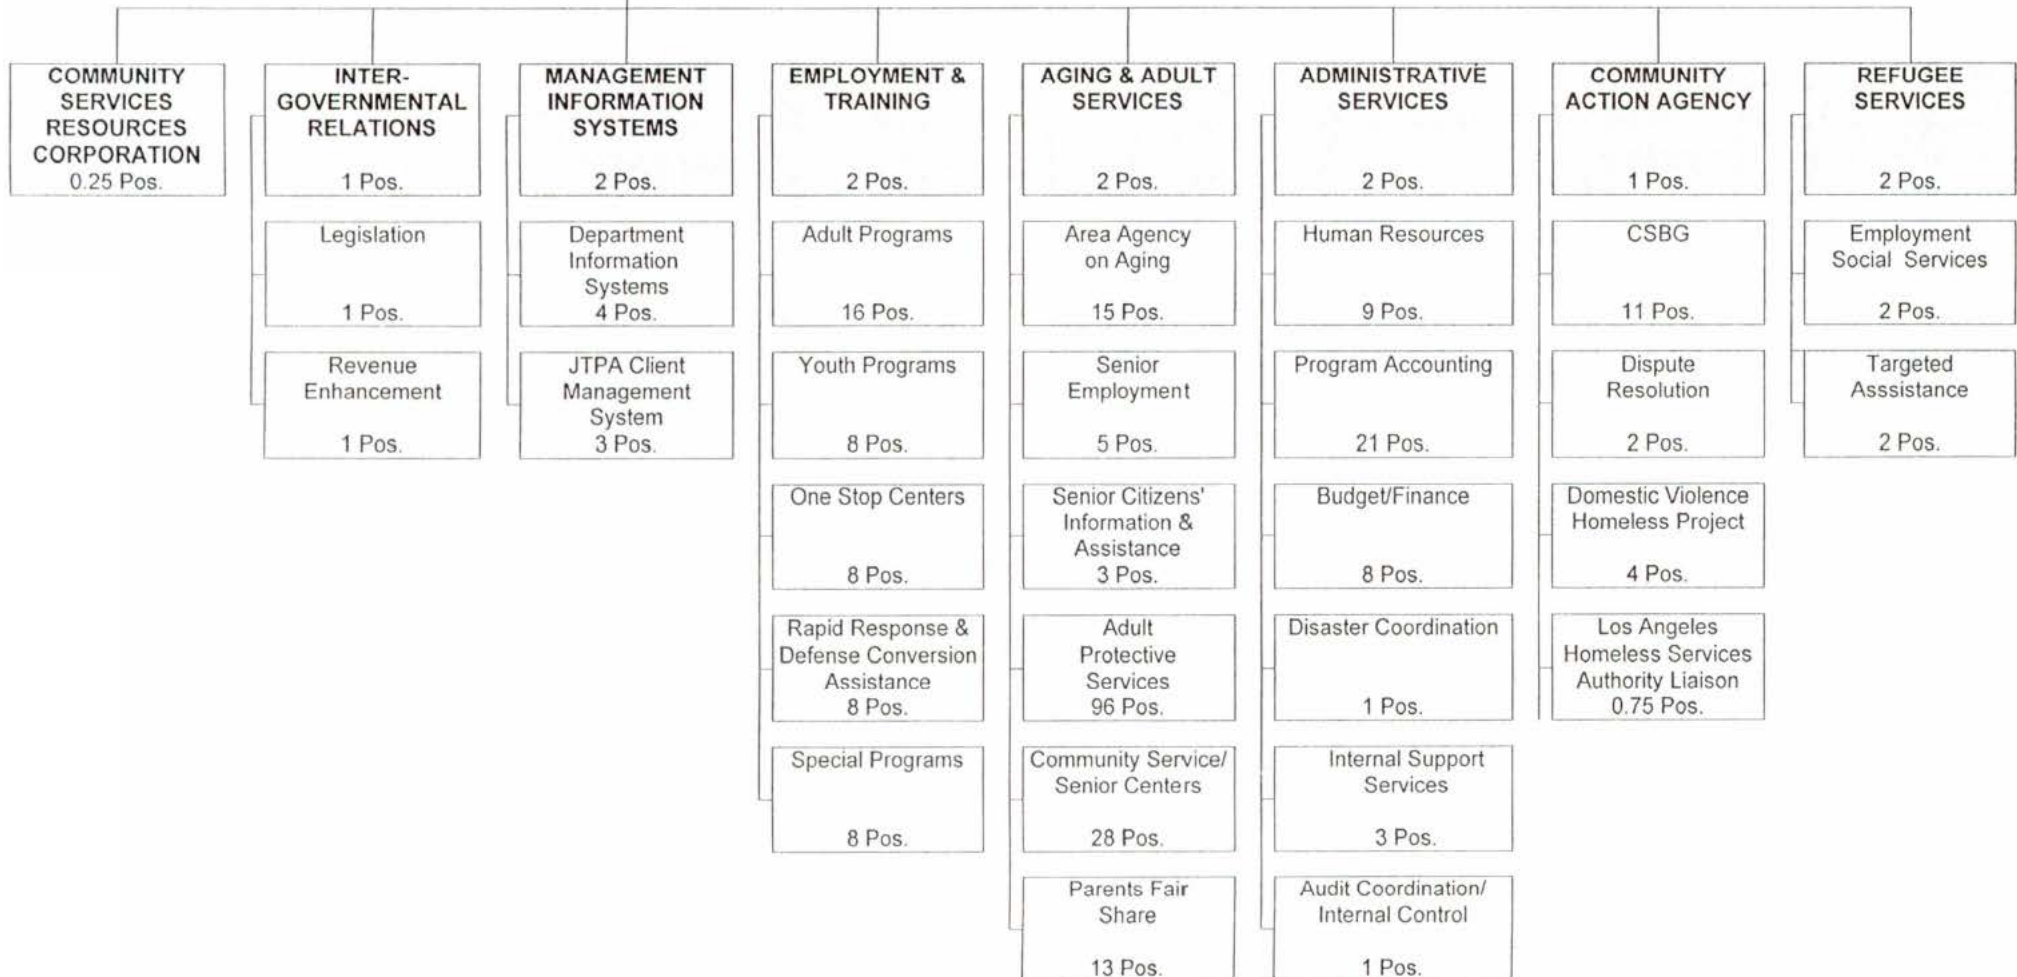 COMMUNITY
SERVICES
RESOURCES
CORPORATION
0.25 Pos.
INTER-
GOVERNMENTAL
RELATIONS
1 Pos.
Legislation
1 Pos.
Revenue
Enhancement
1 Pos.
MANAGEMENT
INFORMATION
SYSTEMS
2 Pos.
Department
Information
Systems
4 Pos.
JTPA Client
Management
System
3 Pos.
EMPLOYMENT &
TRAINING
2 Pos.
Adult Programs
16 Pos.
Youth Programs
8 Pos.
One Stop Centers
8 Pos.
Rapid Response &
Defense Conversion
Assistance
8 Pos.
Special Programs
8 Pos.
AGING & ADULT
SERVICES
2 Pos.
Area Agency
on Aging
15 Pos.
Senior
Employment
5 Pos.
Senior Citizens'
Information &
Assistance
3 Pos.
Adult
Protective
Services
96 Pos.
Community Service/
Senior Centers
28 Pos.
Parents Fair
Share
13 Pos.
ADMINISTRATIVE
SERVICES
2 Pos.
Human Resources
9 Pos.
Program Accounting
21 Pos.
Budget/Finance
8 Pos.
Disaster Coordination
1 Pos.
Internal Support
Services
3 Pos.
Audit Coordination/
Internal Control
1 Pos.
COMMUNITY
ACTION AGENCY
1 Pos.
CSBG
11 Pos.
Dispute
Resolution
2 Pos.
Domestic Violence
Homeless Project
4 Pos.
Los Angeles
Homeless Services
Authority Liaison
0.75 Pos.
REFUGEE
SERVICES
2 Pos.
Employment
Social Services
2 Pos.
Targeted
Asssistance
2 Pos.